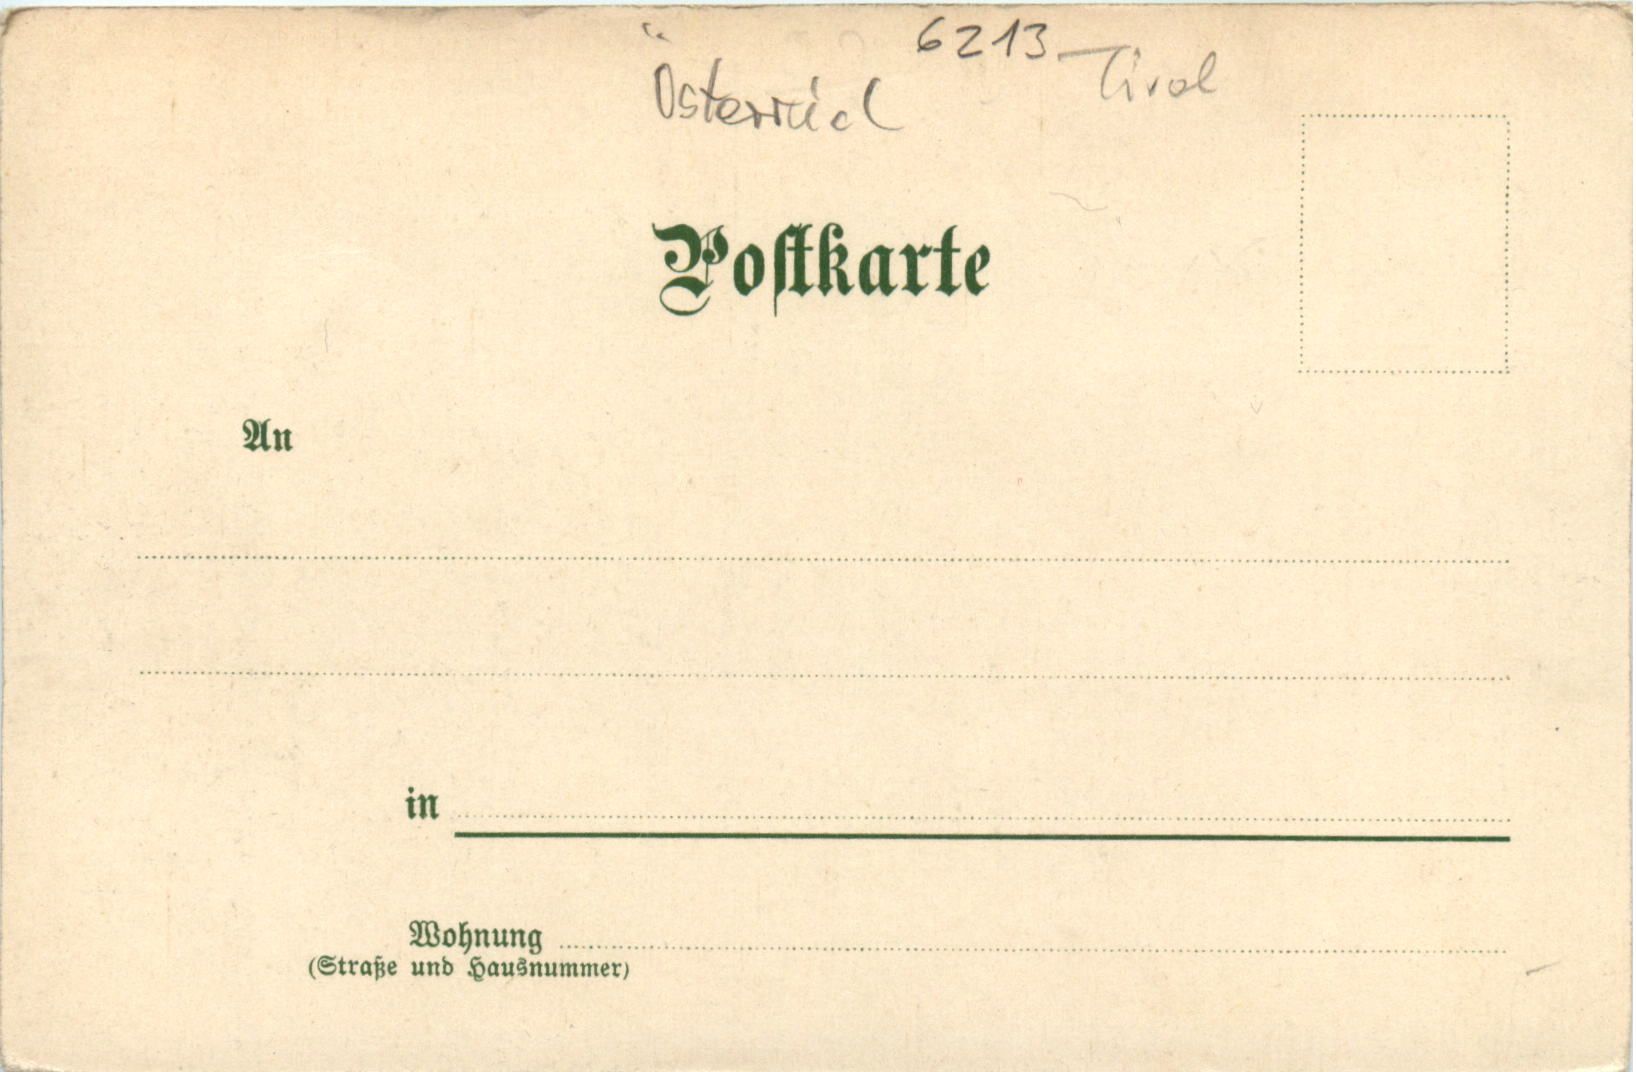 6213 Tirol
Österreich
Postkarte
An
in
Wohnung
(Straße und Hausnummer)